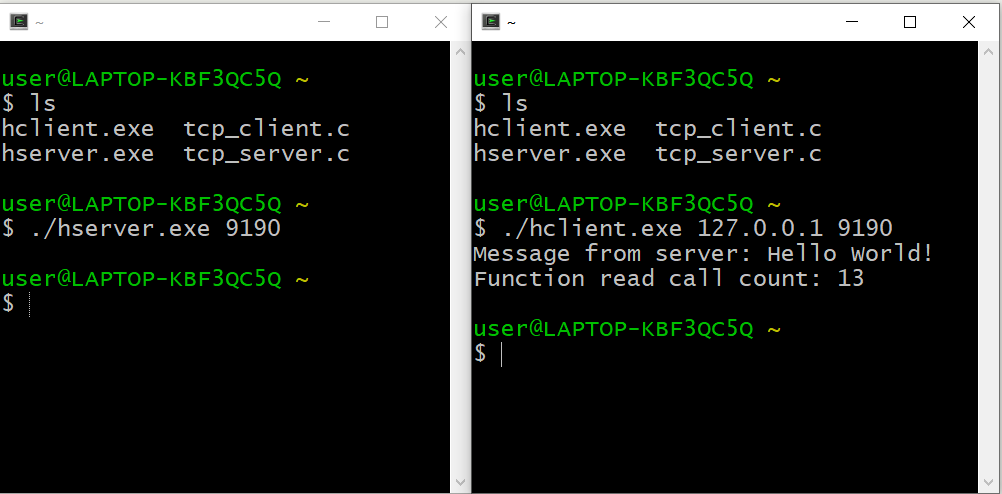 ~
user@LAPTOP-KBF3QC5Q ~
$ ls
hclient.exe  tcp_client.c
hserver.exe  tcp_server.c
user@LAPTOP-KBF3QC5Q ~
$ ./hserver.exe 9190
user@LAPTOP-KBF3QC5Q ~
$
~
user@LAPTOP-KBF3QC5Q ~
$ ls
hclient.exe  tcp_client.c
hserver.exe  tcp_server.c
user@LAPTOP-KBF3QC5Q ~
$ ./hclient.exe 127.0.0.1 9190
Message from server: Hello World!
Function read call count: 13
user@LAPTOP-KBF3QC5Q ~
$